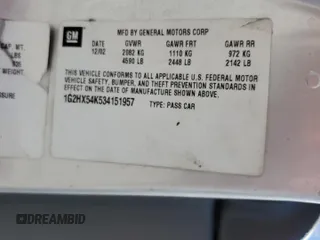 GM
MFD BY GENERAL MOTORS CORP
DATE GVWR GAWR FRT GAWR RR
12/02 2082 KG 1110 KG 972 KG
4590 LB 2448 LB 2142 LB
THIS VEHICLE CONFORMS TO ALL APPLICABLE U.S. FEDERAL MOTOR
VEHICLE SAFETY, BUMPER, AND THEFT PREVENTION STANDARDS IN
EFFECT ON THE DATE OF MANUFACTURE SHOWN ABOVE.
1G2HX54K534151957
TYPE: PASS CAR
WEIGHT.
© DREAMBID